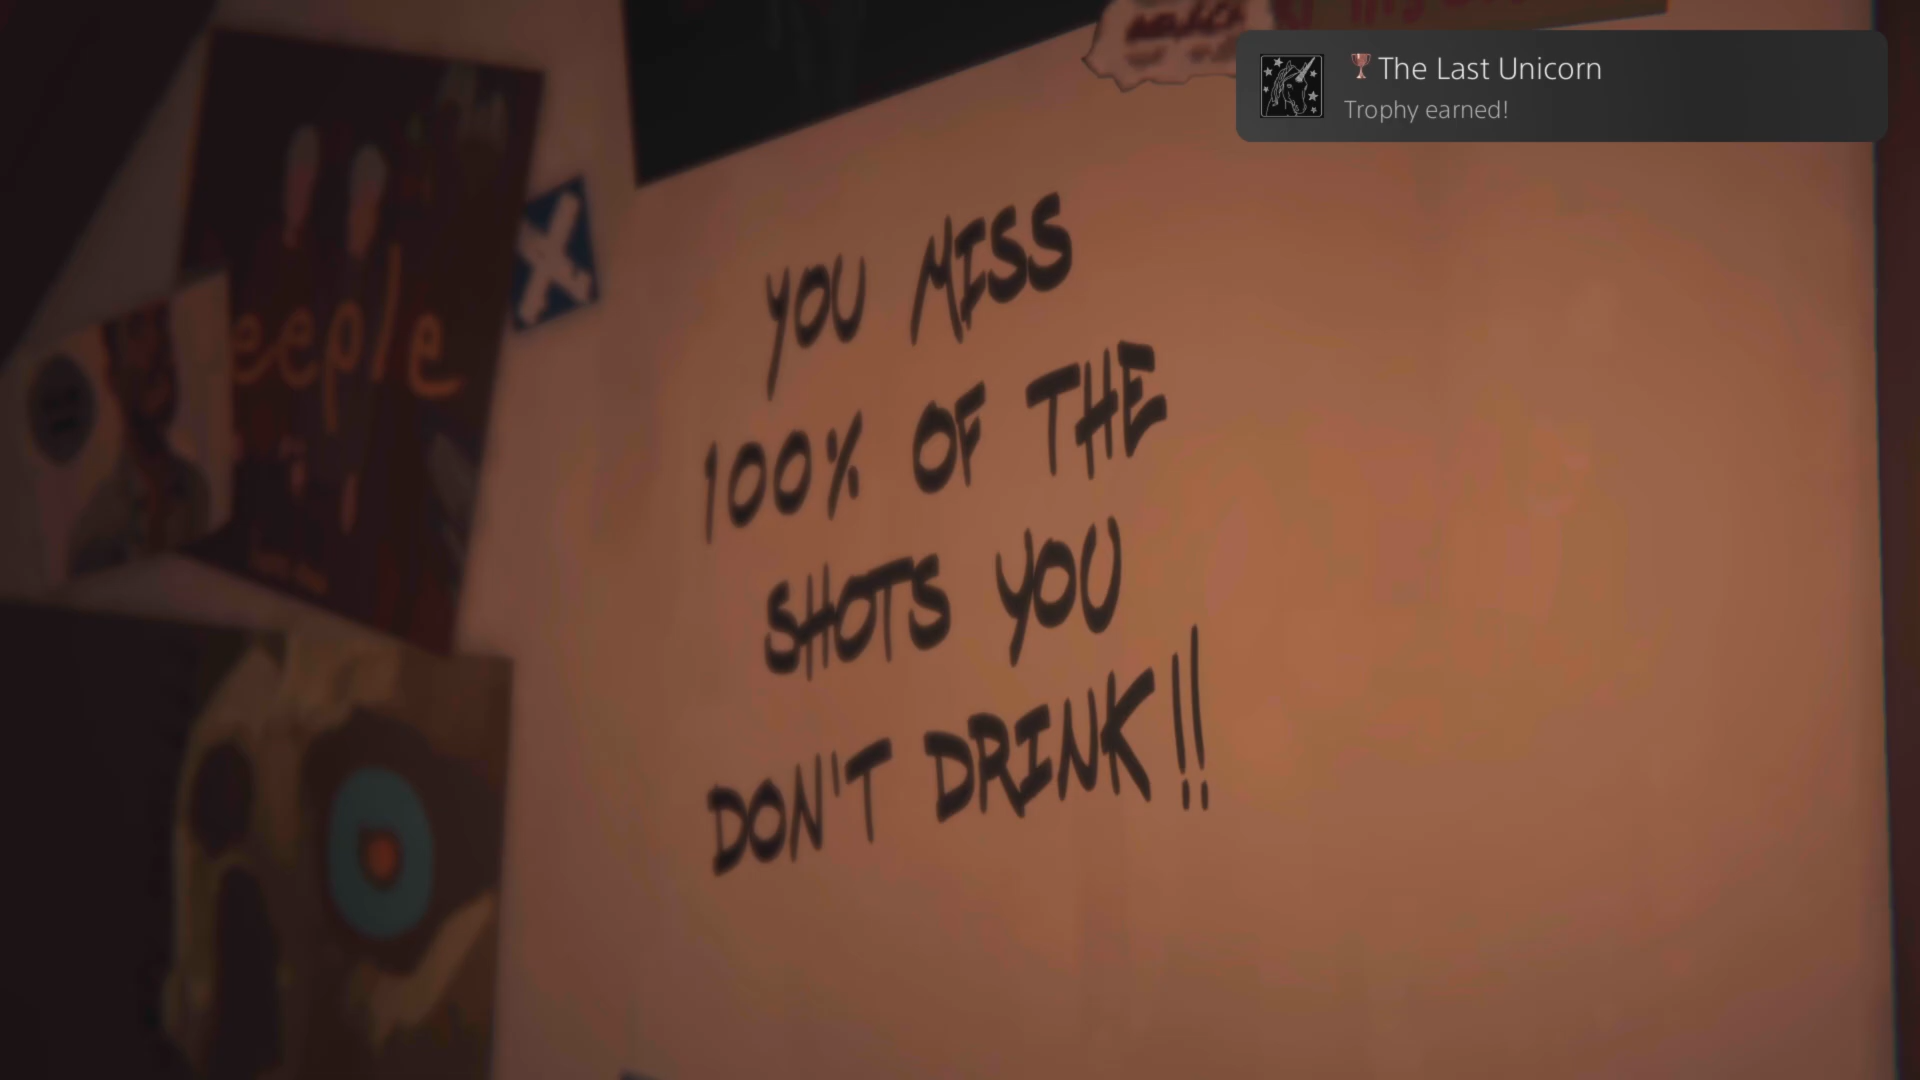 The Last Unicorn
Trophy earned!
eeple
YOU MISS
100% OF THE
SHOTS YOU
DON'T DRINK!!